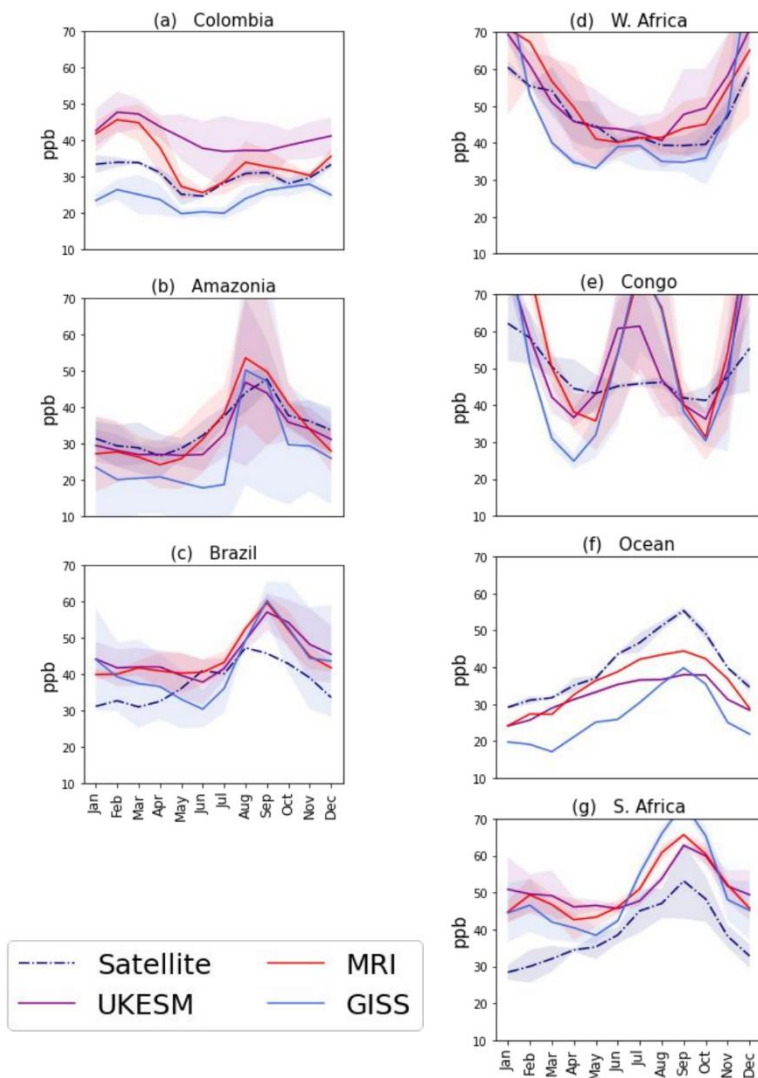 (a) Colombia
70
60
50
40
30
20
10
ppb
(b) Amazonia
70
60
50
40
30
20
10
ppb
(c) Brazil
70
60
50
40
30
20
10
ppb
Jan
Feb
Mar
Apr
May
Jun
Jul
Aug
Sep
Oct
Nov
Dec
(d) W. Africa
70
60
50
40
30
20
10
ppb
(e) Congo
70
60
50
40
30
20
10
ppb
(f) Ocean
70
60
50
40
30
20
10
ppb
(g) S. Africa
70
60
50
40
30
20
10
ppb
Jan
Feb
Mar
Apr
May
Jun
Jul
Aug
Sep
Oct
Nov
Dec
Satellite
UKESM
MRI
GISS